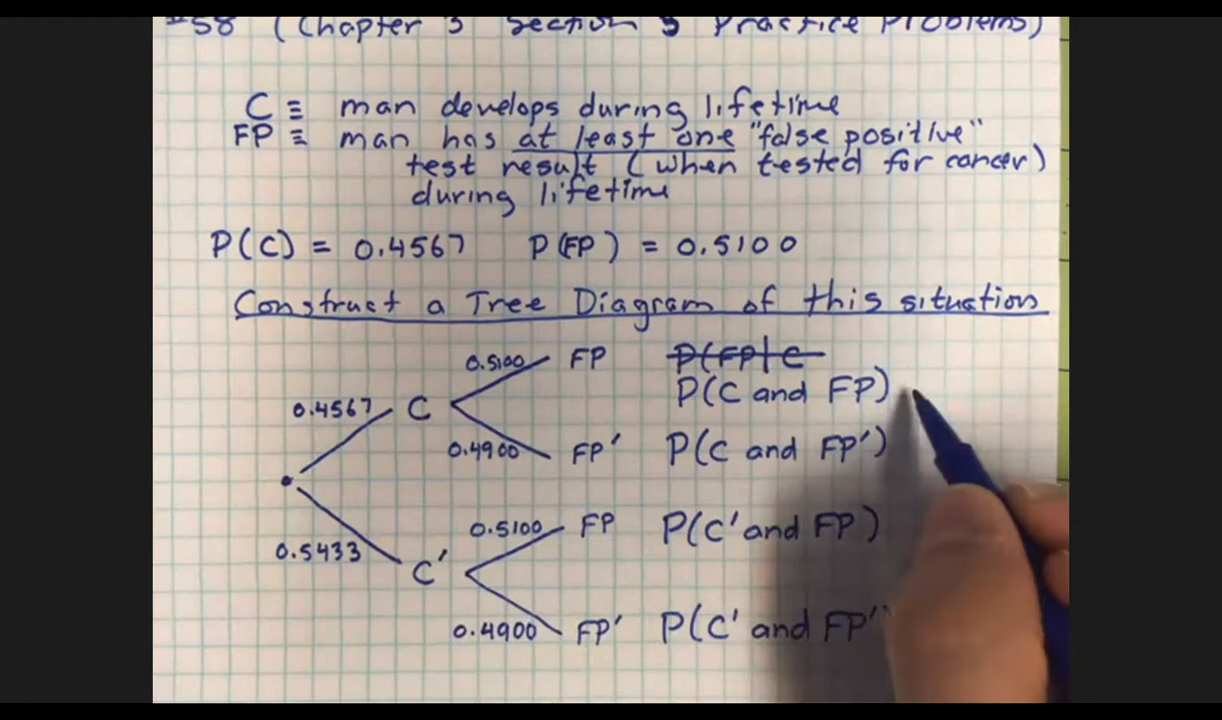 #58 (Chapter 3 Section 3 Practice Problems)
C ≡ man develops during lifetime
FP ≡ man has at least one "false positive"
test result (when tested for cancer)
during lifetime
P(C) = 0.4567 P(FP) = 0.5100
Construct a Tree Diagram of this situation
0.5100 FP P(FP|C
0.4567 C P(C and FP)
0.4900 FP' P(C and FP')
0.5100 FP P(C' and FP)
0.5433 C'
0.4900 FP' P(C' and FP'